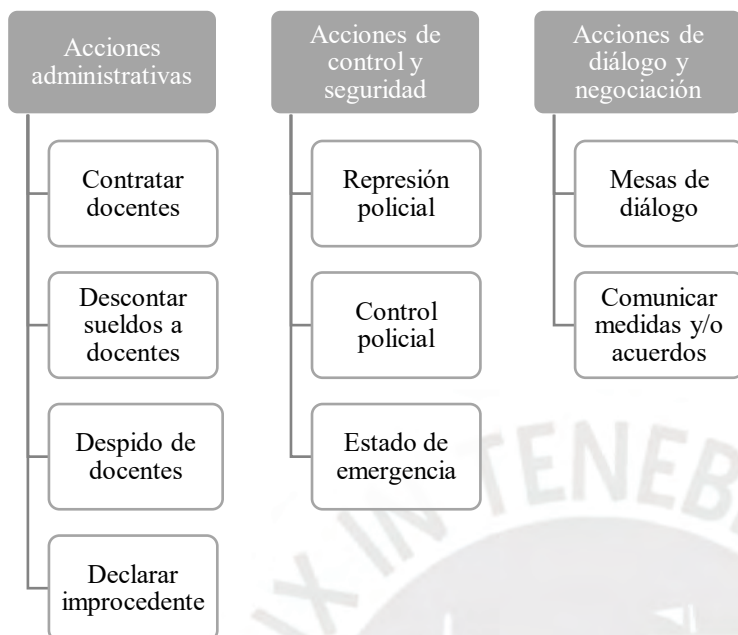 Acciones
administrativas
Contratar
docentes
Descontar
sueldos a
docentes
Despido de
docentes
Declarar
improcedente
Acciones de
control y
seguridad
Represión
policial
Control
policial
Estado de
emergencia
Acciones de
diálogo y
negociación
Mesas de
diálogo
Comunicar
medidas y/o
acuerdos